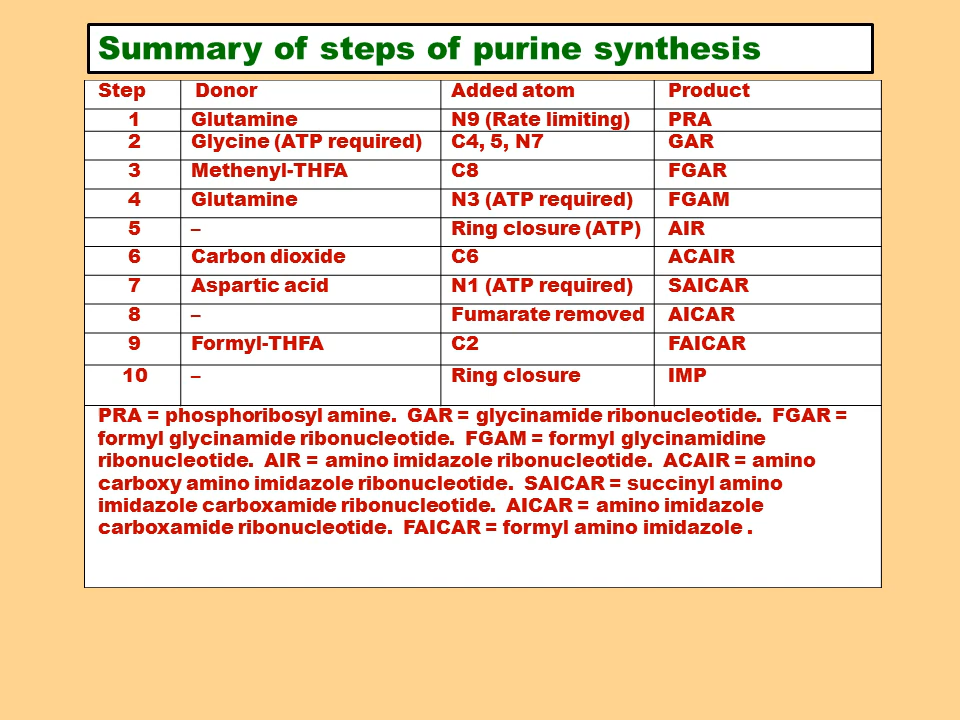 Summary of steps of purine synthesis
Step Donor Added atom Product
1 Glutamine N9 (Rate limiting) PRA
2 Glycine (ATP required) C4, 5, N7 GAR
3 Methenyl-THFA C8 FGAR
4 Glutamine N3 (ATP required) FGAM
5 – Ring closure (ATP) AIR
6 Carbon dioxide C6 ACAIR
7 Aspartic acid N1 (ATP required) SAICAR
8 – Fumarate removed AICAR
9 Formyl-THFA C2 FAICAR
10 – Ring closure IMP
PRA = phosphoribosyl amine. GAR = glycinamide ribonucleotide. FGAR =
formyl glycinamide ribonucleotide. FGAM = formyl glycinamidine
ribonucleotide. AIR = amino imidazole ribonucleotide. ACAIR = amino
carboxy amino imidazole ribonucleotide. SAICAR = succinyl amino
imidazole carboxamide ribonucleotide. AICAR = amino imidazole
carboxamide ribonucleotide. FAICAR = formyl amino imidazole .